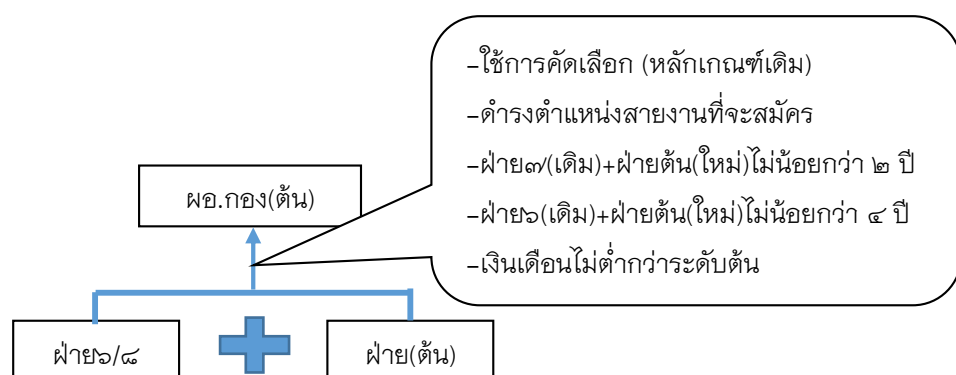 -ใช้การคัดเลือก (หลักเกณฑ์เดิม)
-ดำรงตำแหน่งสายงานที่จะสมัคร
-ฝ่าย๗(เดิม)+ฝ่ายต้น(ใหม่)ไม่น้อยกว่า ๒ ปี
-ฝ่าย๖(เดิม)+ฝ่ายต้น(ใหม่)ไม่น้อยกว่า ๔ ปี
-เงินเดือนไม่ต่ำกว่าระดับต้น
ผอ.กอง(ต้น)
ฝ่าย๖/๘
ฝ่าย(ต้น)